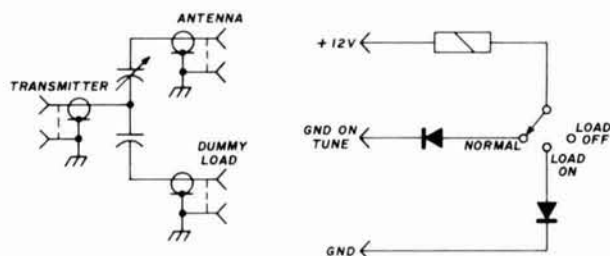 ANTENNA
TRANSMITTER
DUMMY
LOAD
+12V
GND ON
TUNE
NORMAL
LOAD
OFF
LOAD
ON
GND